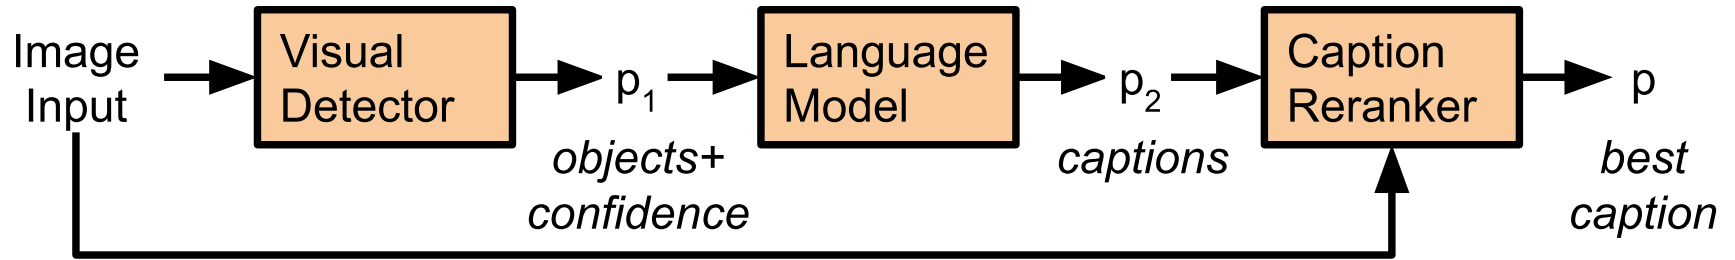 Image
Input
Visual
Detector
p1
objects+
confidence
Language
Model
p2
captions
Caption
Reranker
p
best
caption